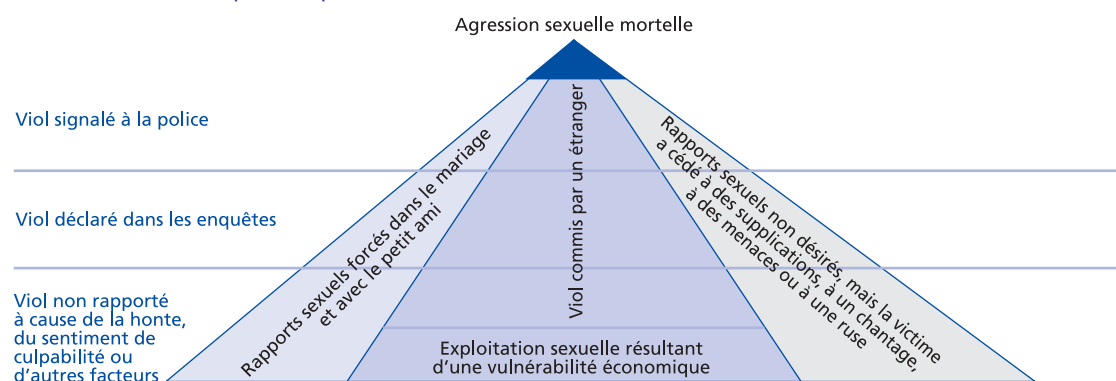 Agression sexuelle mortelle
Viol signalé à la police
Viol déclaré dans les enquêtes
Viol non rapporté
à cause de la honte,
du sentiment de
culpabilité ou
d'autres facteurs
Rapports sexuels forcés dans le mariage
et avec le petit ami
Viol commis par un étranger
Exploitation sexuelle résultant
d'une vulnérabilité économique
Rapports sexuels non désirés, mais la victime
a cédé à des supplications, à un chantage,
à des menaces ou à une ruse